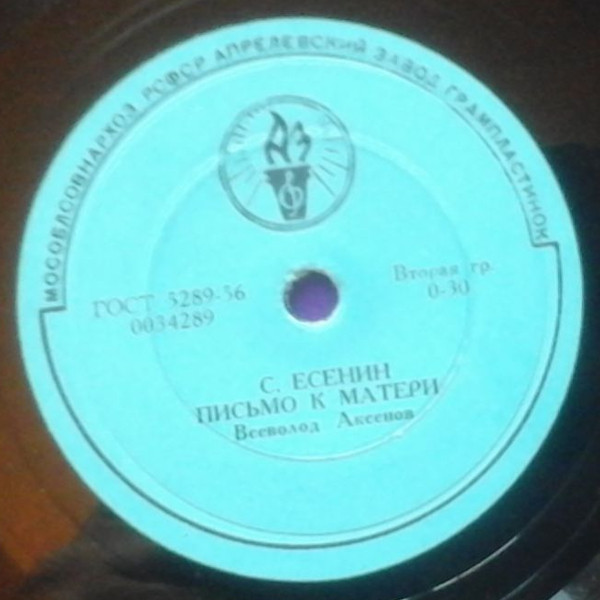 МОСОБЛСОВНАРХОЗ РСФСР АПРЕЛЕВСКИЙ ЗАВОД ГРАМПЛАСТИНОК
АЗ
ГОСТ 5289-56
0034289
Вторая гр.
0-30
С. ЕСЕНИН
ПИСЬМО К МАТЕРИ
Всеволод Аксенов